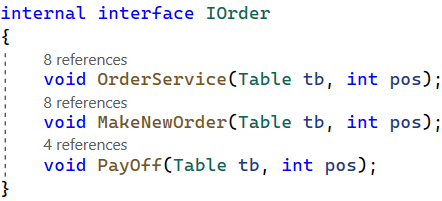 internal interface IOrder
{
8 references
void OrderService(Table tb, int pos);
8 references
void MakeNewOrder(Table tb, int pos);
4 references
void PayOff(Table tb, int pos);
}